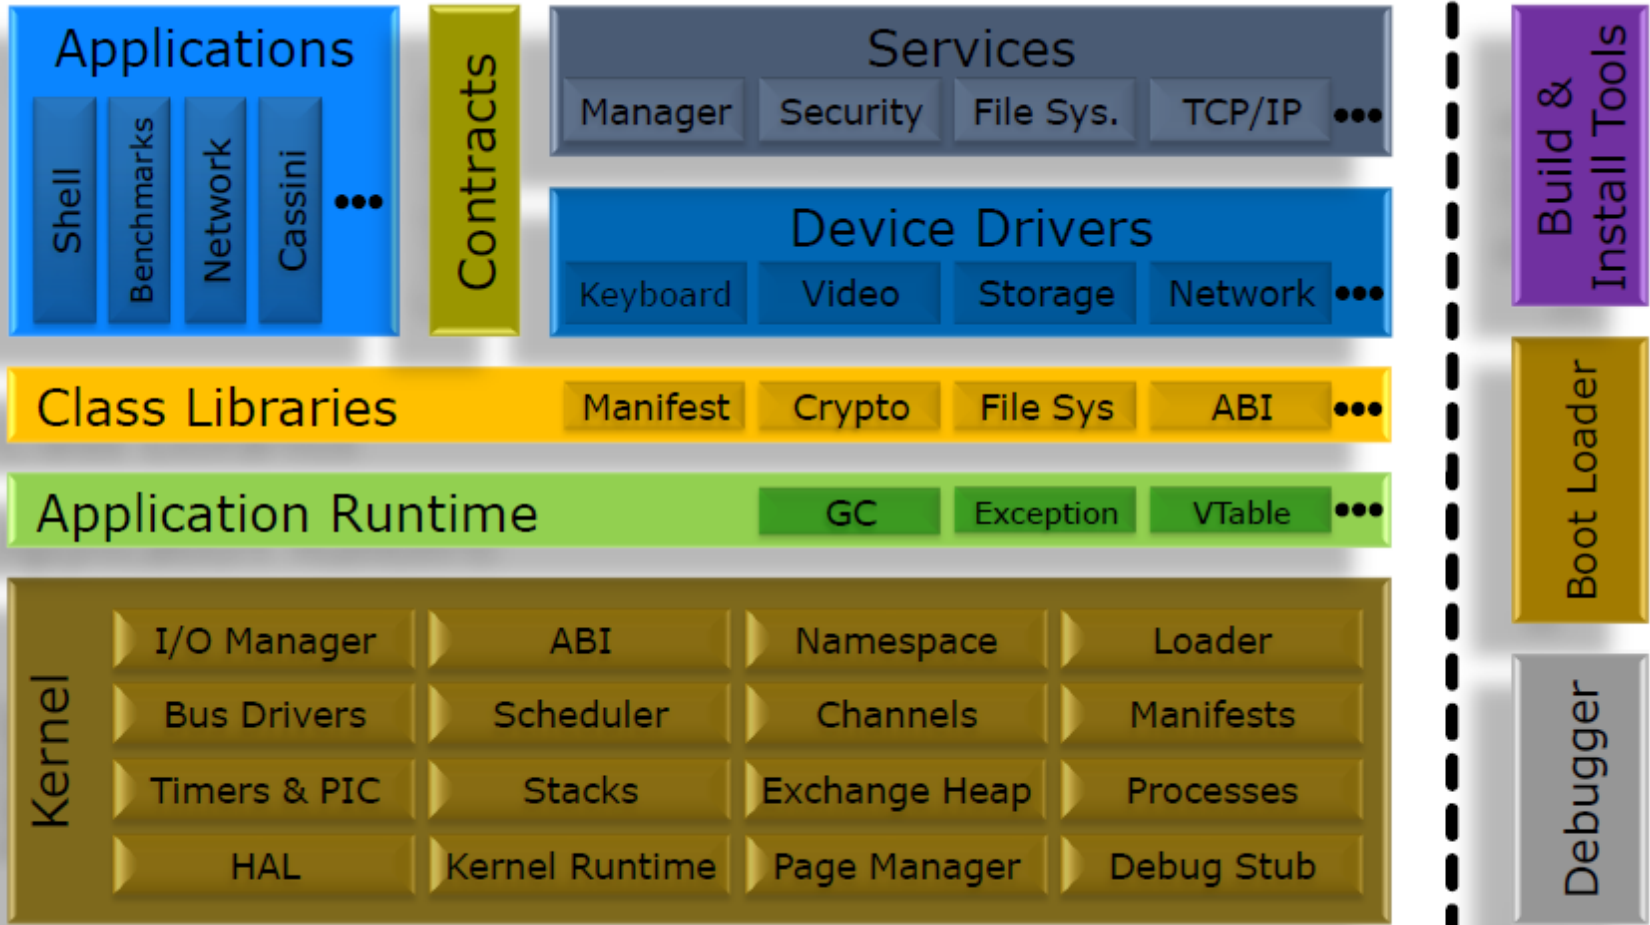 Applications
Shell
Benchmarks
Network
Cassini
•••
Contracts
Services
Manager Security File Sys. TCP/IP •••
Device Drivers
Keyboard Video Storage Network •••
Class Libraries Manifest Crypto File Sys ABI •••
Application Runtime GC Exception VTable •••
Kernel
I/O Manager ABI Namespace Loader
Bus Drivers Scheduler Channels Manifests
Timers & PIC Stacks Exchange Heap Processes
HAL Kernel Runtime Page Manager Debug Stub
Build &
Install Tools
Boot Loader
Debugger